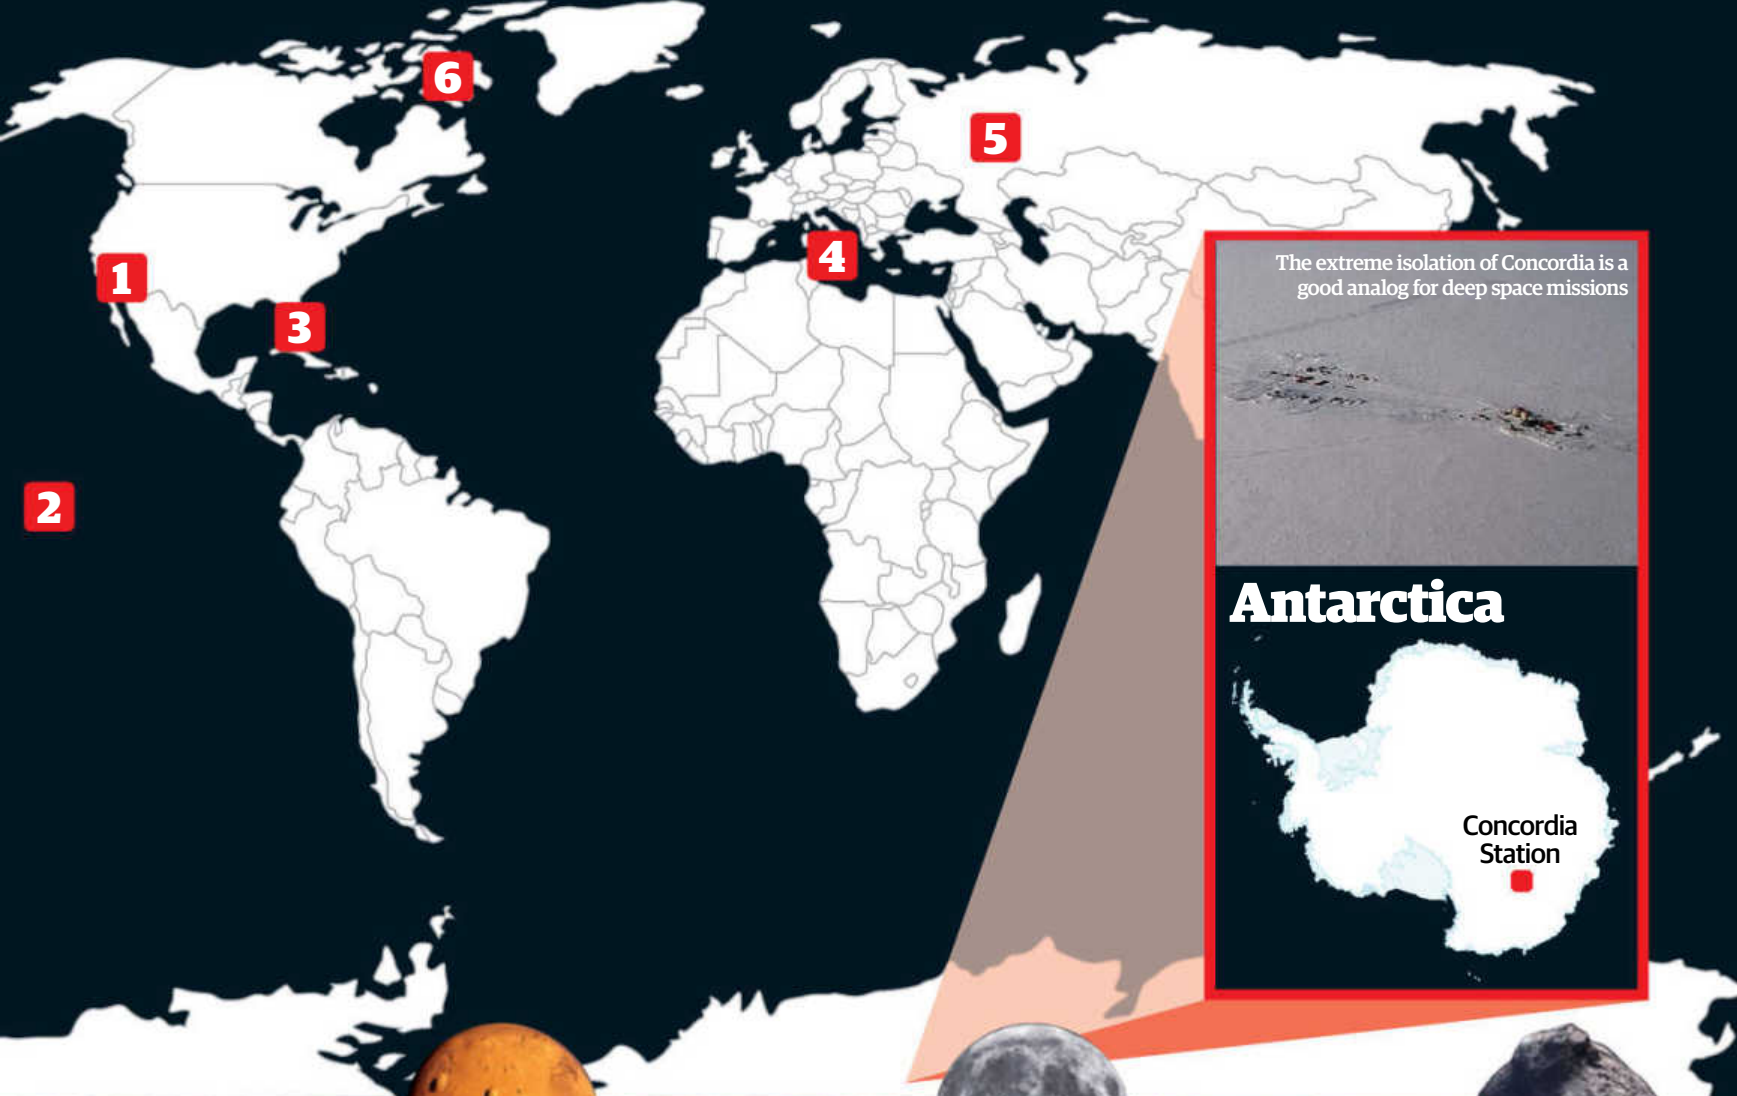 6
5
1
4
3
2
The extreme isolation of Concordia is a
good analog for deep space missions
Antarctica
Concordia
Station